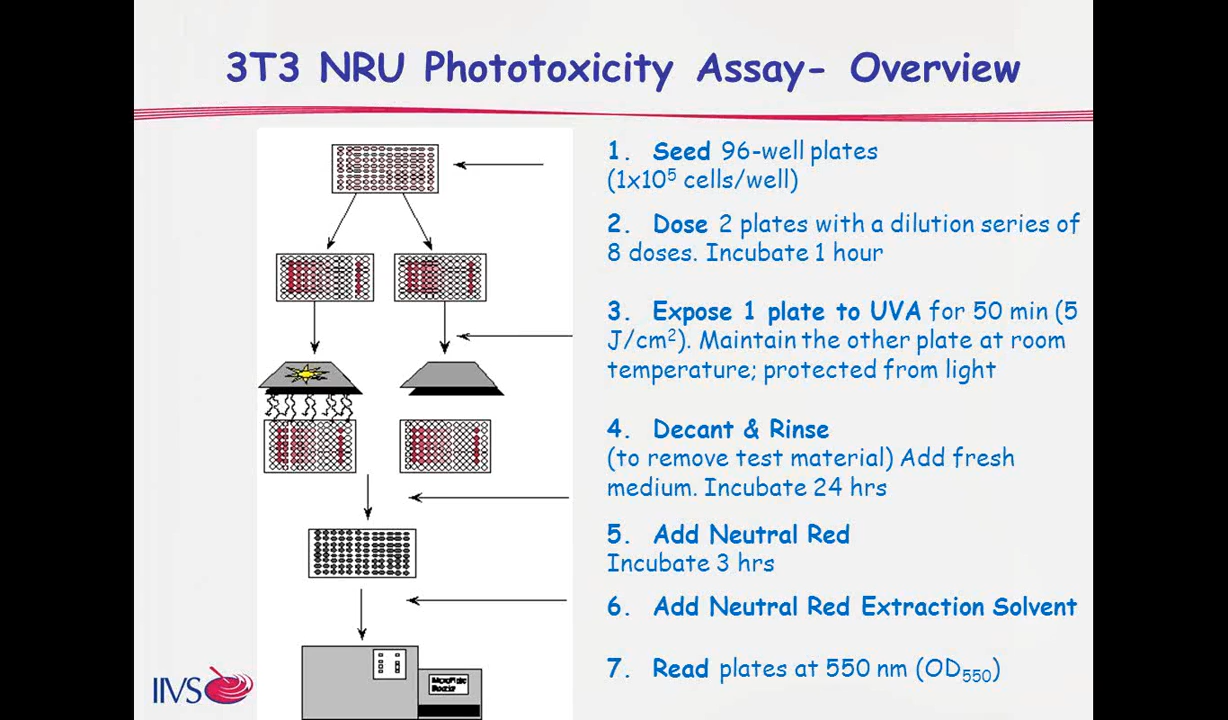 3T3 NRU Phototoxicity Assay- Overview
1. Seed 96-well plates
(1x10⁵ cells/well)
2. Dose 2 plates with a dilution series of
8 doses. Incubate 1 hour
3. Expose 1 plate to UVA for 50 min (5
J/cm²). Maintain the other plate at room
temperature; protected from light
4. Decant & Rinse
(to remove test material) Add fresh
medium. Incubate 24 hrs
5. Add Neutral Red
Incubate 3 hrs
6. Add Neutral Red Extraction Solvent
7. Read plates at 550 nm (OD₅₅₀)
MicroPlate
Reader
IIVS